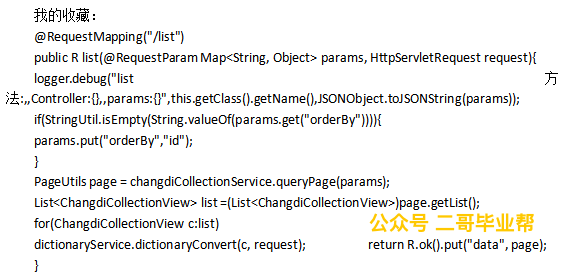 我的收藏：
@RequestMapping("/list")
public R list(@RequestParam Map<String, Object> params, HttpServletRequest request){
logger.debug("list 方
法:,,Controller:{},,params:{}",this.getClass().getName(),JSONObject.toJSONString(params));
if(StringUtil.isEmpty(String.valueOf(params.get("orderBy")))){
params.put("orderBy","id");
}
PageUtils page = changdiCollectionService.queryPage(params);
List<ChangdiCollectionView> list =(List<ChangdiCollectionView>)page.getList();
for(ChangdiCollectionView c:list)
公众号 二哥毕业帮
dictionaryService.dictionaryConvert(c, request); return R.ok().put("data", page);
}